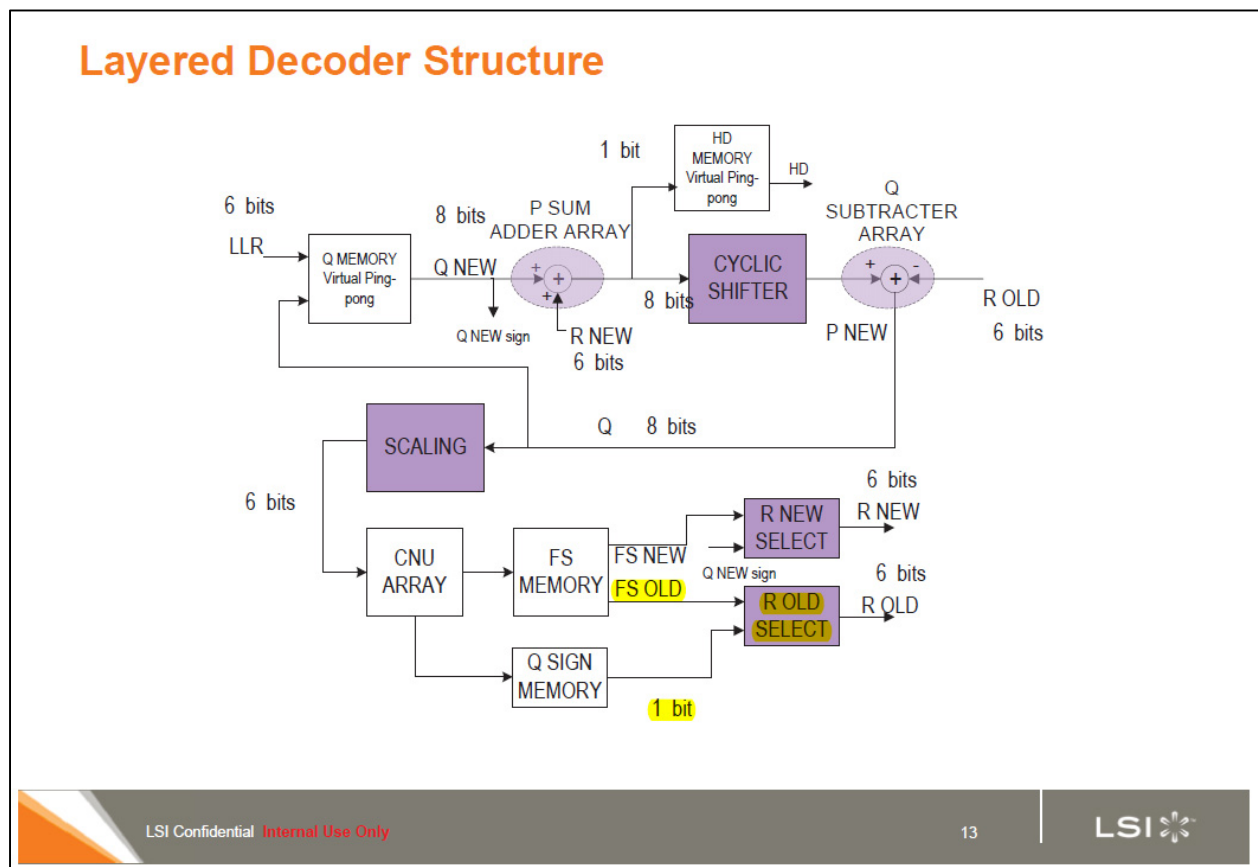 Layered Decoder Structure
1 bit
HD
MEMORY
Virtual Ping-
pong
HD
Q
SUBTRACTER
ARRAY
6 bits
LLR
Q MEMORY
Virtual Ping-
pong
8 bits
Q NEW
P SUM
ADDER ARRAY
+
+
+
Q NEW sign
R NEW
6 bits
8 bits
CYCLIC
SHIFTER
+
-
+
P NEW
R OLD
6 bits
SCALING
Q 8 bits
6 bits
CNU
ARRAY
FS
MEMORY
FS NEW
FS OLD
Q NEW sign
R NEW
SELECT
6 bits
R NEW
R OLD
SELECT
6 bits
R OLD
Q SIGN
MEMORY
1 bit
LSI Confidential Internal Use Only
13
LSI